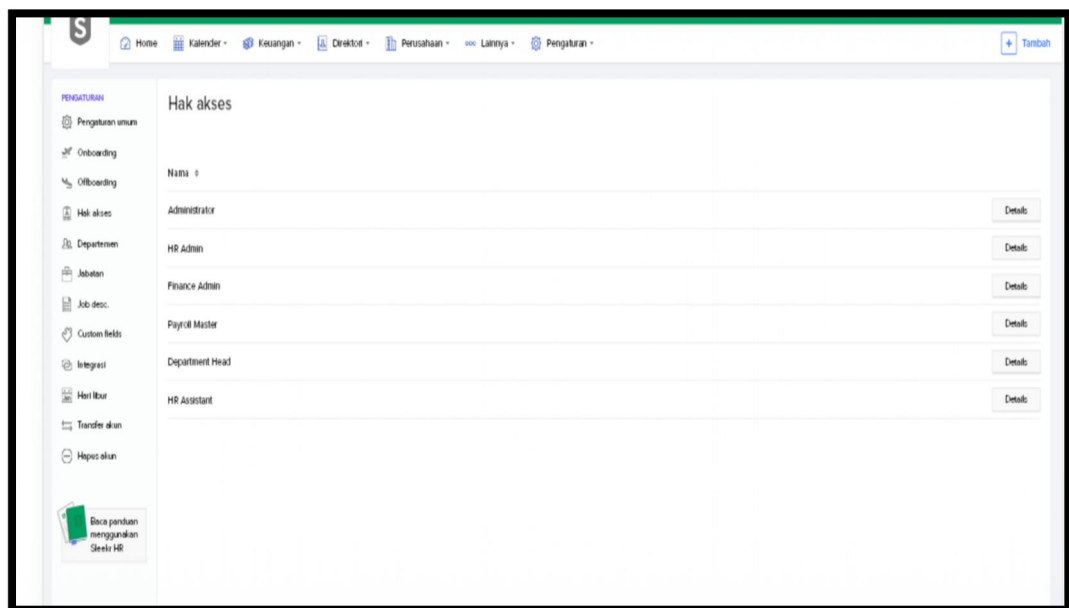 S
Home Kalender Keuangan Direktori Perusahaan Lainnya Pengaturan + Tambah
PENGATURAN
Pengaturan umum
Onboarding
Offboarding
Hak akses
Departemen
Jabatan
Job desc.
Custom fields
Integrasi
Hari libur
Transfer akun
Hapus akun
Baca panduan
menggunakan
Sleekr HR
Hak akses
Nama
Administrator Details
HR Admin Details
Finance Admin Details
Payroll Master Details
Department Head Details
HR Assistant Details